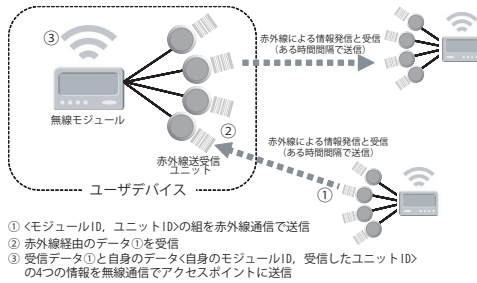 ③
無線モジュール
赤外線による情報発信と受信
(ある時間間隔で送信)
②
赤外線送受信
ユニット
ユーザデバイス
赤外線による情報発信と受信
(ある時間間隔で送信)
①
① <モジュールID, ユニットID>の組を赤外線通信で送信
② 赤外線経由のデータ①を受信
③ 受信データ①と自身のデータ<自身のモジュールID, 受信したユニットID>
の4つの情報を無線通信でアクセスポイントに送信